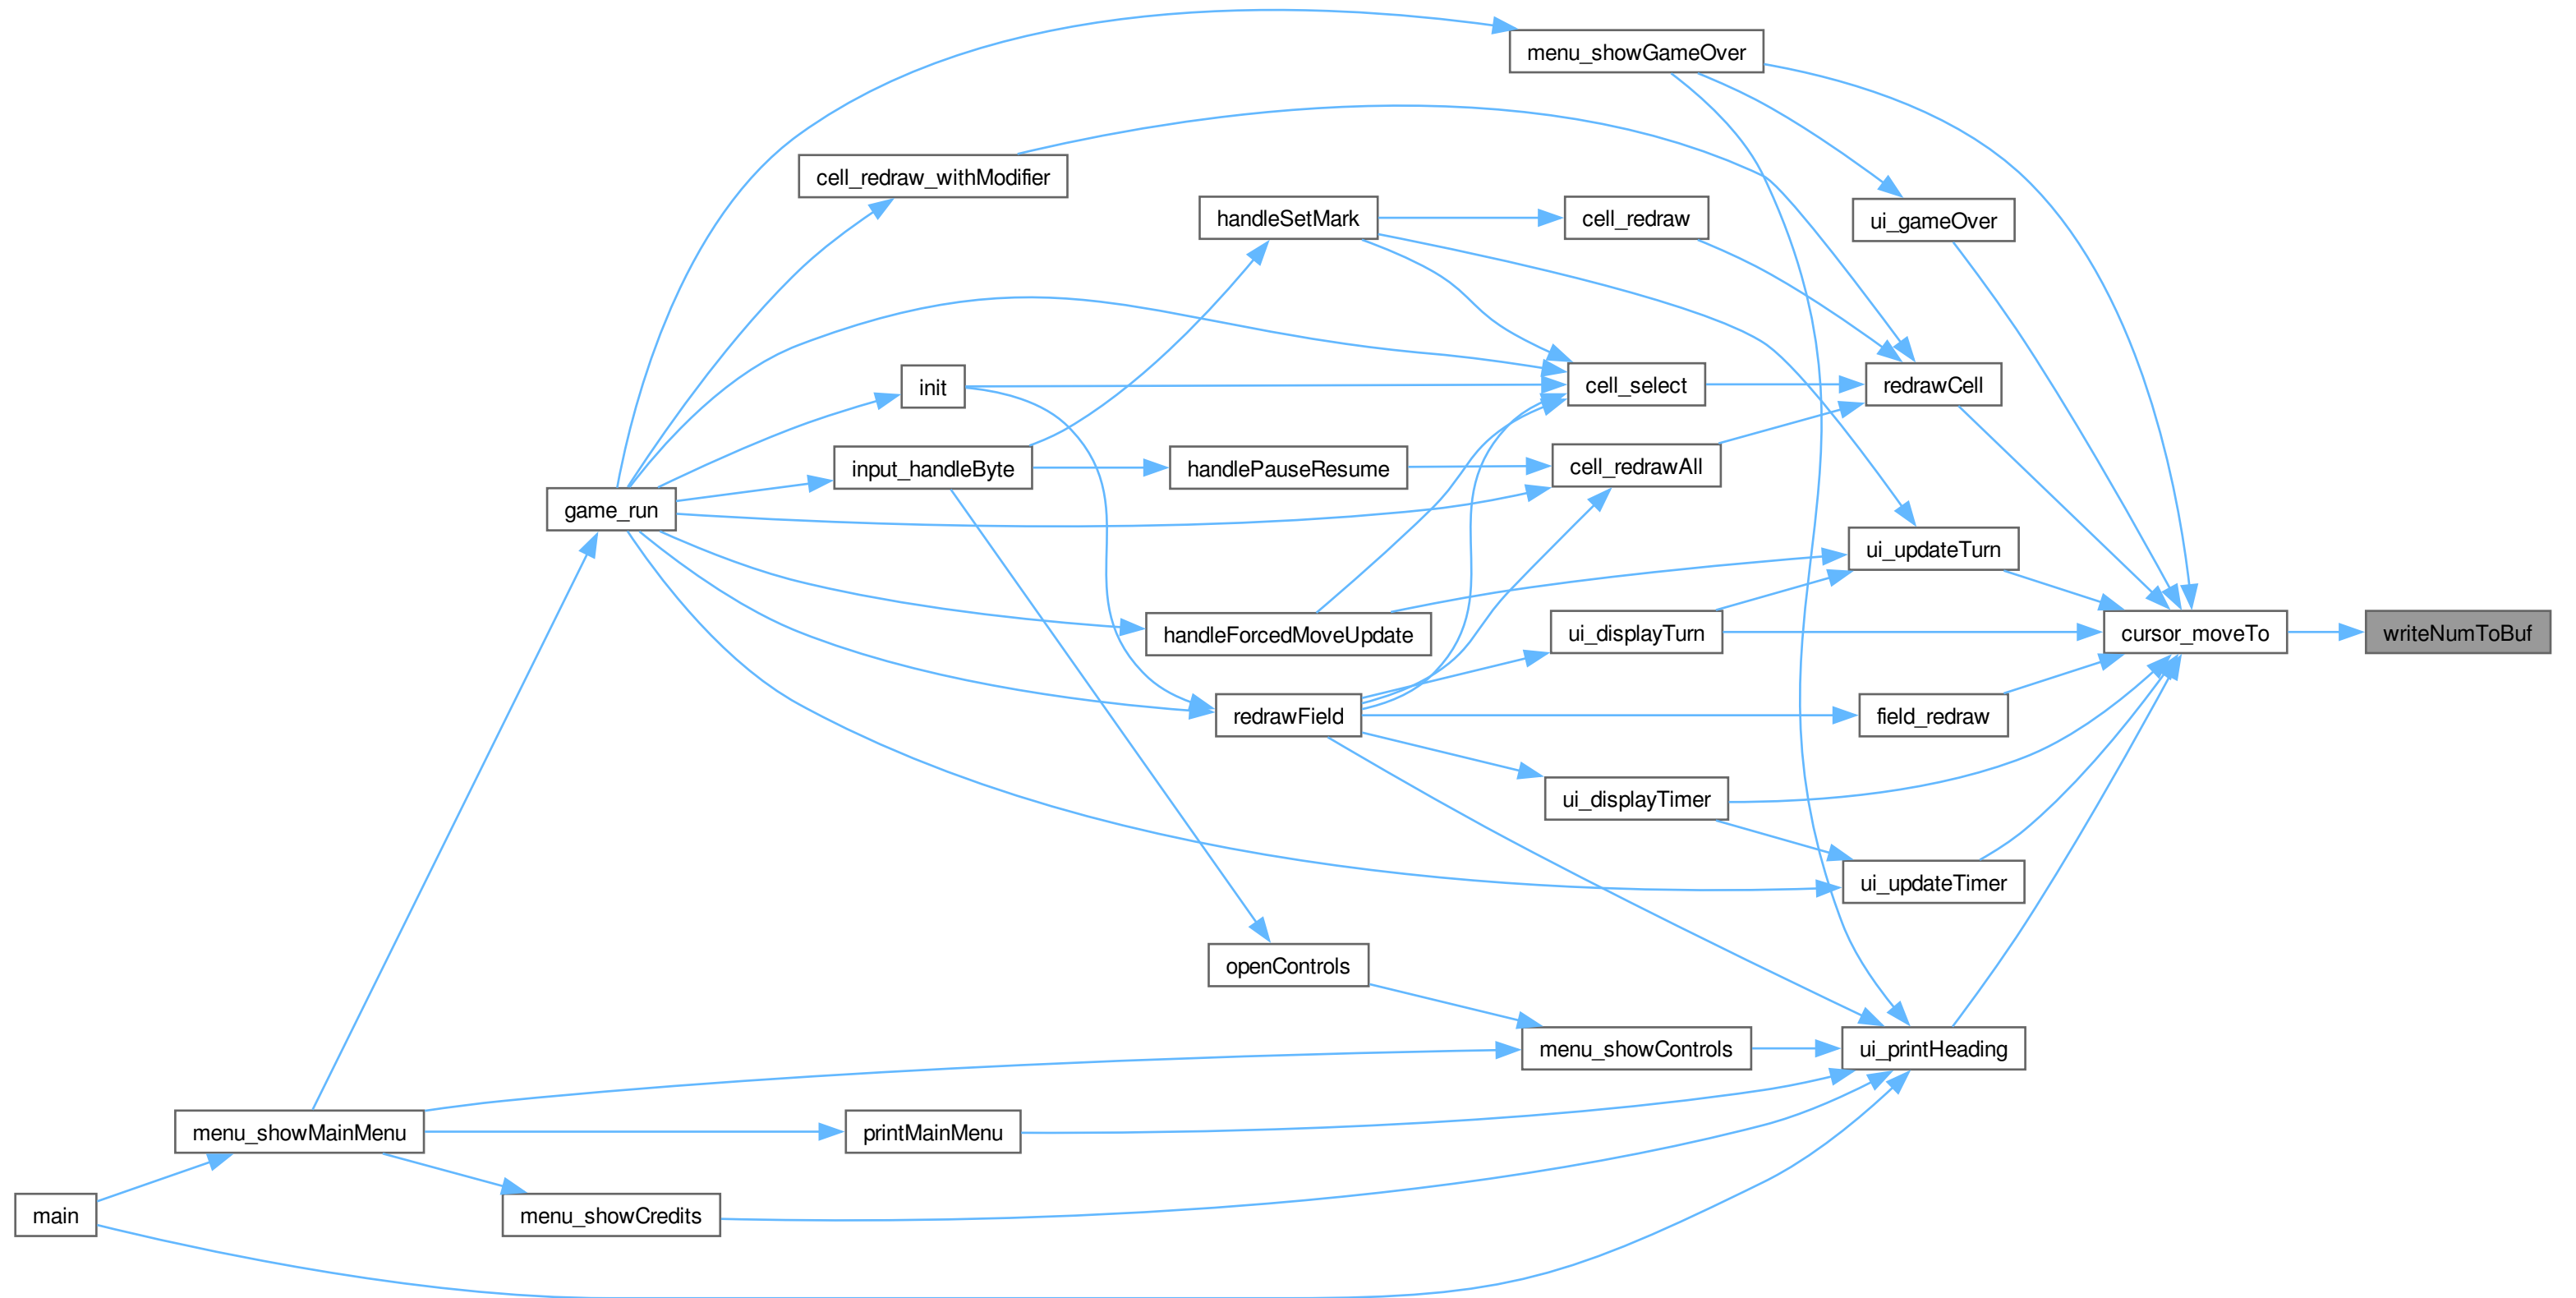 menu_showGameOver
cell_redraw_withModifier
handleSetMark
cell_redraw
ui_gameOver
init
cell_select
redrawCell
input_handleByte
handlePauseResume
cell_redrawAll
game_run
ui_updateTurn
handleForcedMoveUpdate
ui_displayTurn
cursor_moveTo
writeNumToBuf
redrawField
field_redraw
ui_displayTimer
ui_updateTimer
openControls
menu_showControls
ui_printHeading
menu_showMainMenu
printMainMenu
main
menu_showCredits